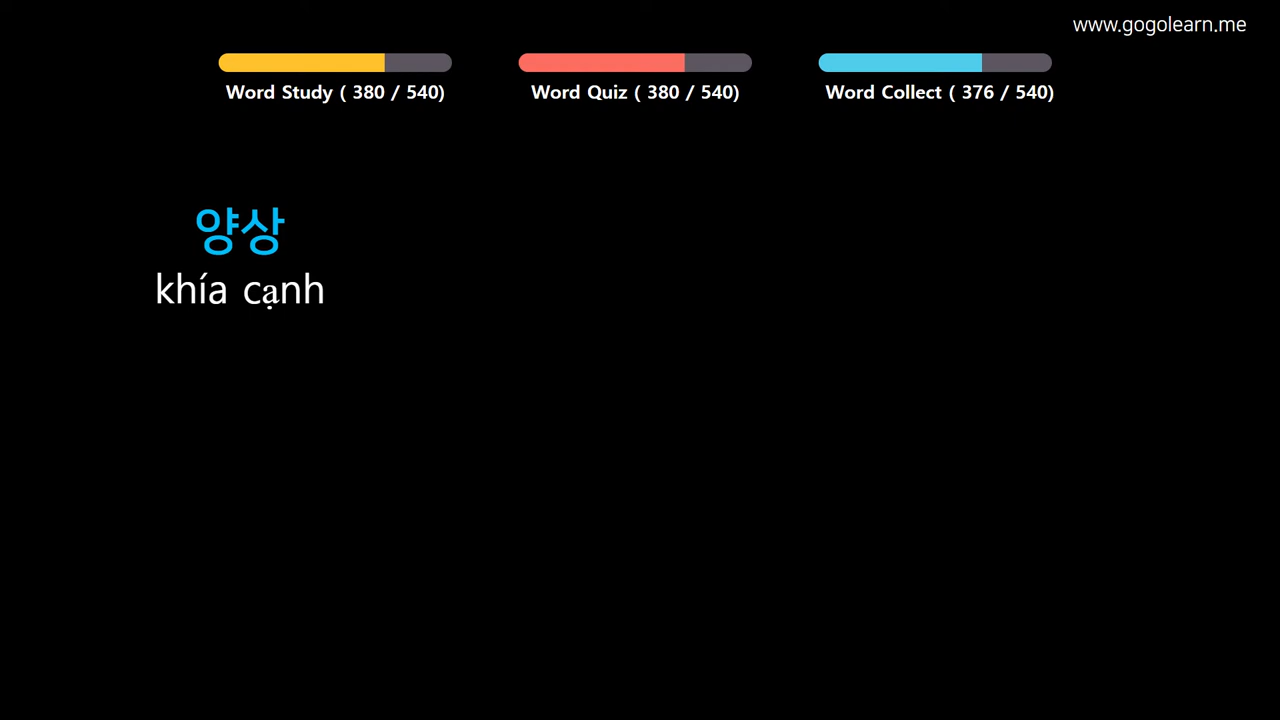 www.gogolearn.me
Word Study ( 380 / 540)
Word Quiz ( 380 / 540)
Word Collect ( 376 / 540)
양상
khía cạnh